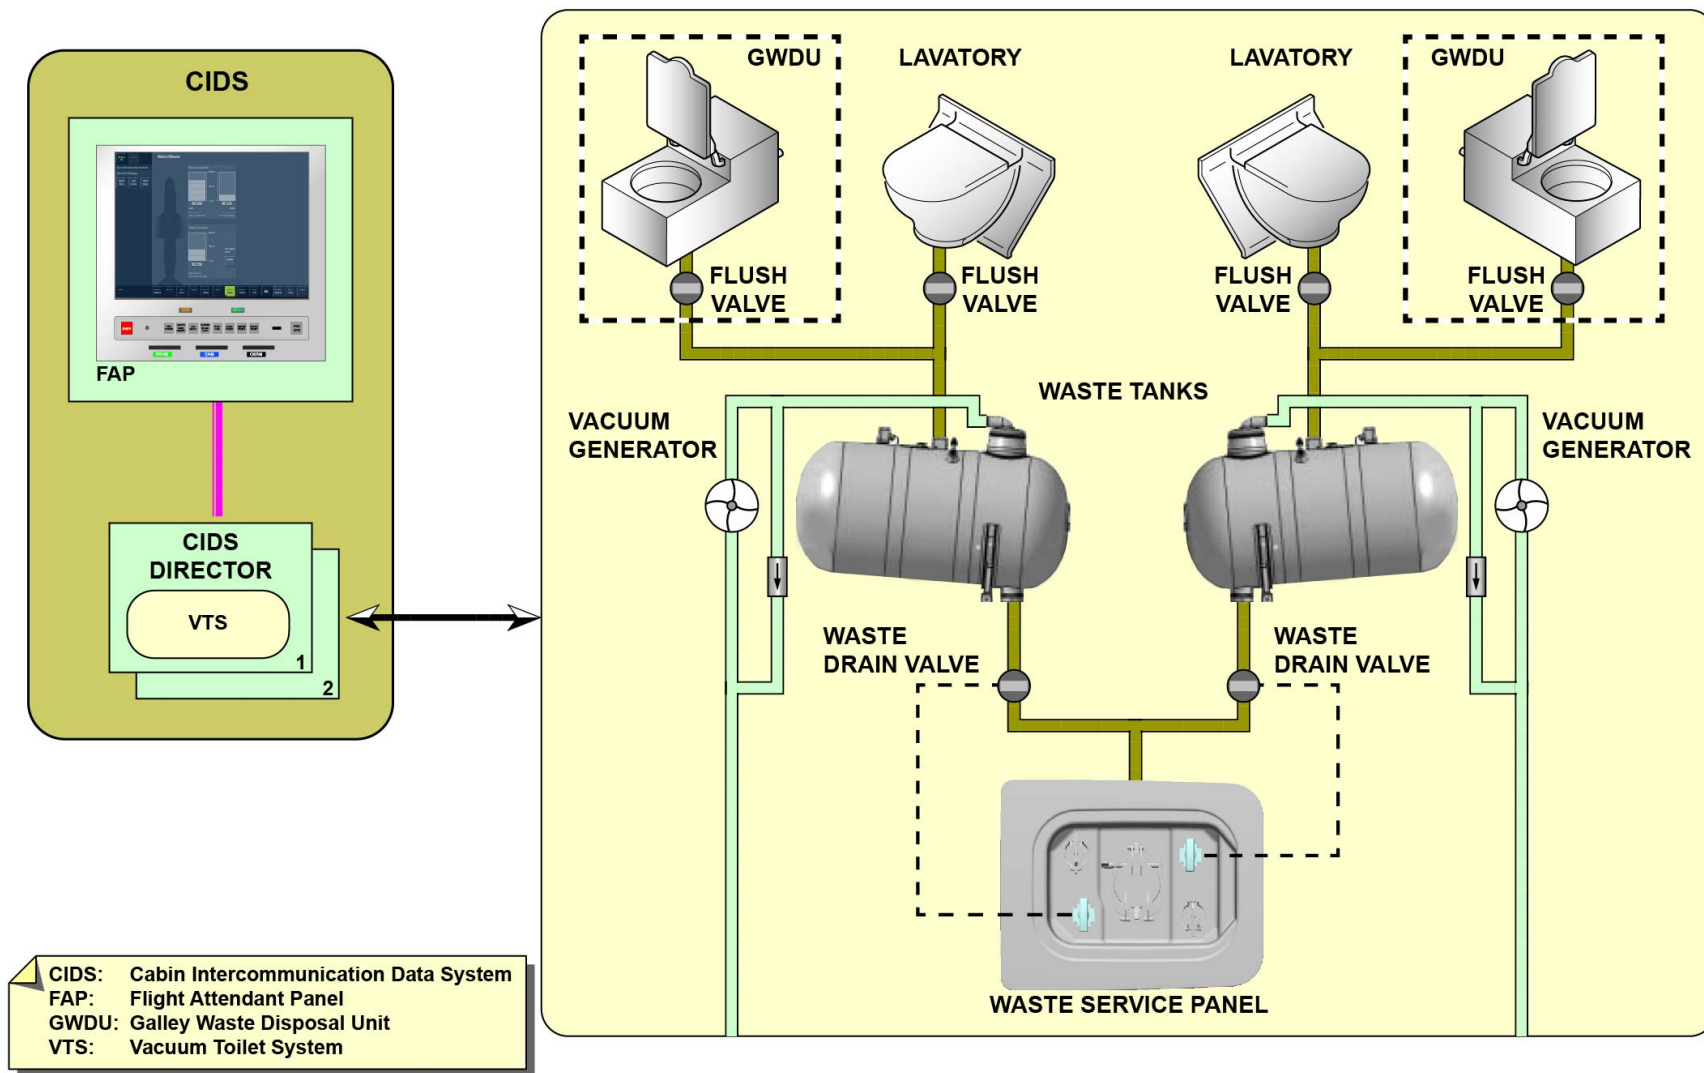 CIDS
FAP
CIDS
DIRECTOR
VTS
1
2
GWDU
LAVATORY
LAVATORY
GWDU
FLUSH
VALVE
FLUSH
VALVE
FLUSH
VALVE
FLUSH
VALVE
WASTE TANKS
VACUUM
GENERATOR
VACUUM
GENERATOR
WASTE
DRAIN VALVE
WASTE
DRAIN VALVE
WASTE SERVICE PANEL
CIDS: Cabin Intercommunication Data System
FAP: Flight Attendant Panel
GWDU: Galley Waste Disposal Unit
VTS: Vacuum Toilet System